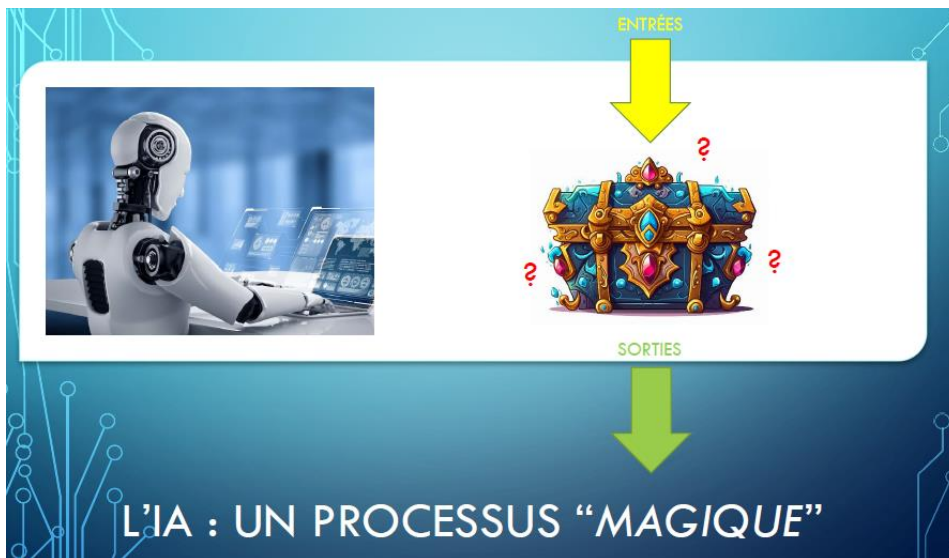 ENTRÉES
?
?
?
SORTIES
L'IA : UN PROCESSUS “MAGIQUE”